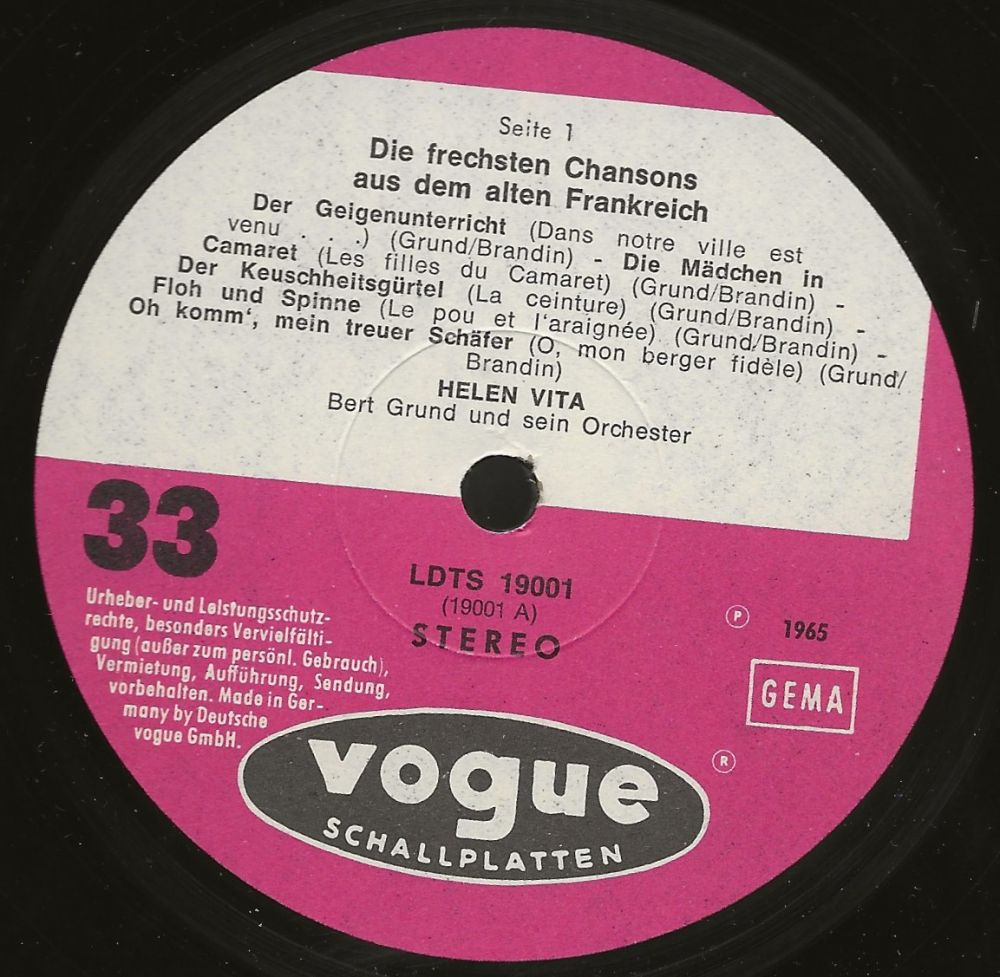 Seite 1
Die frechsten Chansons
aus dem alten Frankreich
Der Geigenunterricht (Dans notre ville est
venu . . .) (Grund/Brandin) - Die Mädchen in
Camaret (Les filles du Camaret) (Grund/Brandin) -
Der Keuschheitsgürtel (La ceinture) (Grund/Brandin) -
Floh und Spinne (Le pou et l'araignée) (Grund/Brandin) -
Oh komm', mein treuer Schäfer (O, mon berger fidèle) (Grund/
Brandin)
HELEN VITA
Bert Grund und sein Orchester
33
LDTS 19001
(19001 A)
STEREO
Urheber- und Leistungsschutz-
rechte, besonders Vervielfälti-
gung (außer zum persönl. Gebrauch),
Vermietung, Aufführung, Sendung,
vorbehalten. Made in Ger-
many by Deutsche
vogue GmbH.
P 1965
GEMA
R
vogue
SCHALLPLATTEN